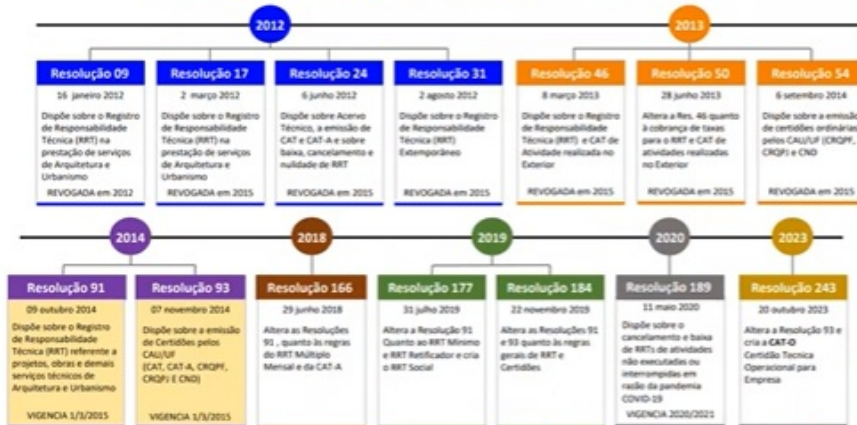 2012
2013
Resolução 09
16 janeiro 2012
Dispõe sobre o Registro
de Responsabilidade
Técnica (RRT) na
prestação de serviços
de Arquitetura e
Urbanismo
REVOGADA em 2012
Resolução 17
2 março 2012
Dispõe sobre o Registro
de Responsabilidade
Técnica (RRT) na
prestação de serviços
de Arquitetura e
Urbanismo
REVOGADA em 2015
Resolução 24
6 junho 2012
Dispõe sobre Acervo
Técnico, a emissão de
CAT e CAT-A e sobre
baixa, cancelamento e
nulidade de RRT
REVOGADA em 2015
Resolução 31
2 agosto 2012
Dispõe sobre o Registro
de Responsabilidade
Técnica (RRT)
Extemporâneo
REVOGADA em 2015
Resolução 46
8 março 2013
Dispõe sobre o Registro
de Responsabilidade
Técnica (RRT) e CAT de
Atividade realizada no
Exterior
REVOGADA em 2015
Resolução 50
28 junho 2013
Altera a Res. 46 quanto
à cobrança de taxas
para o RRT e CAT de
atividades realizadas
no Exterior
REVOGADA em 2015
Resolução 54
6 setembro 2014
Dispõe sobre a emissão
de certidões ordinárias
pelos CAU/UF (CRQPF,
CRQPJ e CND
REVOGADA em 2015
2014
2018
2019
2020
2023
Resolução 91
09 outubro 2014
Dispõe sobre o Registro
de Responsabilidade
Técnica (RRT) referente a
projetos, obras e demais
serviços técnicos de
Arquitetura e Urbanismo
VIGENCIA 1/3/2015
Resolução 93
07 novembro 2014
Dispõe sobre a emissão
de Certidões pelos
CAU/UF
(CAT, CAT-A, CRQPF,
CRQPJ E CND)
VIGENCIA 1/3/2015
Resolução 166
29 junho 2018
Altera as Resoluções
91 , quanto às regras
do RRT Múltiplo
Mensal e da CAT-A
Resolução 177
31 julho 2019
Altera a Resolução 91
Quanto ao RRT Mínimo
e RRT Retificador e cria o
RRT Social
Resolução 184
22 novembro 2019
Altera as Resoluções 91
e 93 quanto às regras
gerais de RRT e
Certidões
Resolução 189
11 maio 2020
Dispõe sobre o
cancelamento e baixa
de RRTs de atividades
não executadas ou
interrompidas em
razão da pandemia
COVID-19
VIGENCIA 2020/2021
Resolução 243
20 outubro 2023
Altera a Resolução 93 e
cria a CAT-O
Certidão Tecnica
Operacional para
Empresa